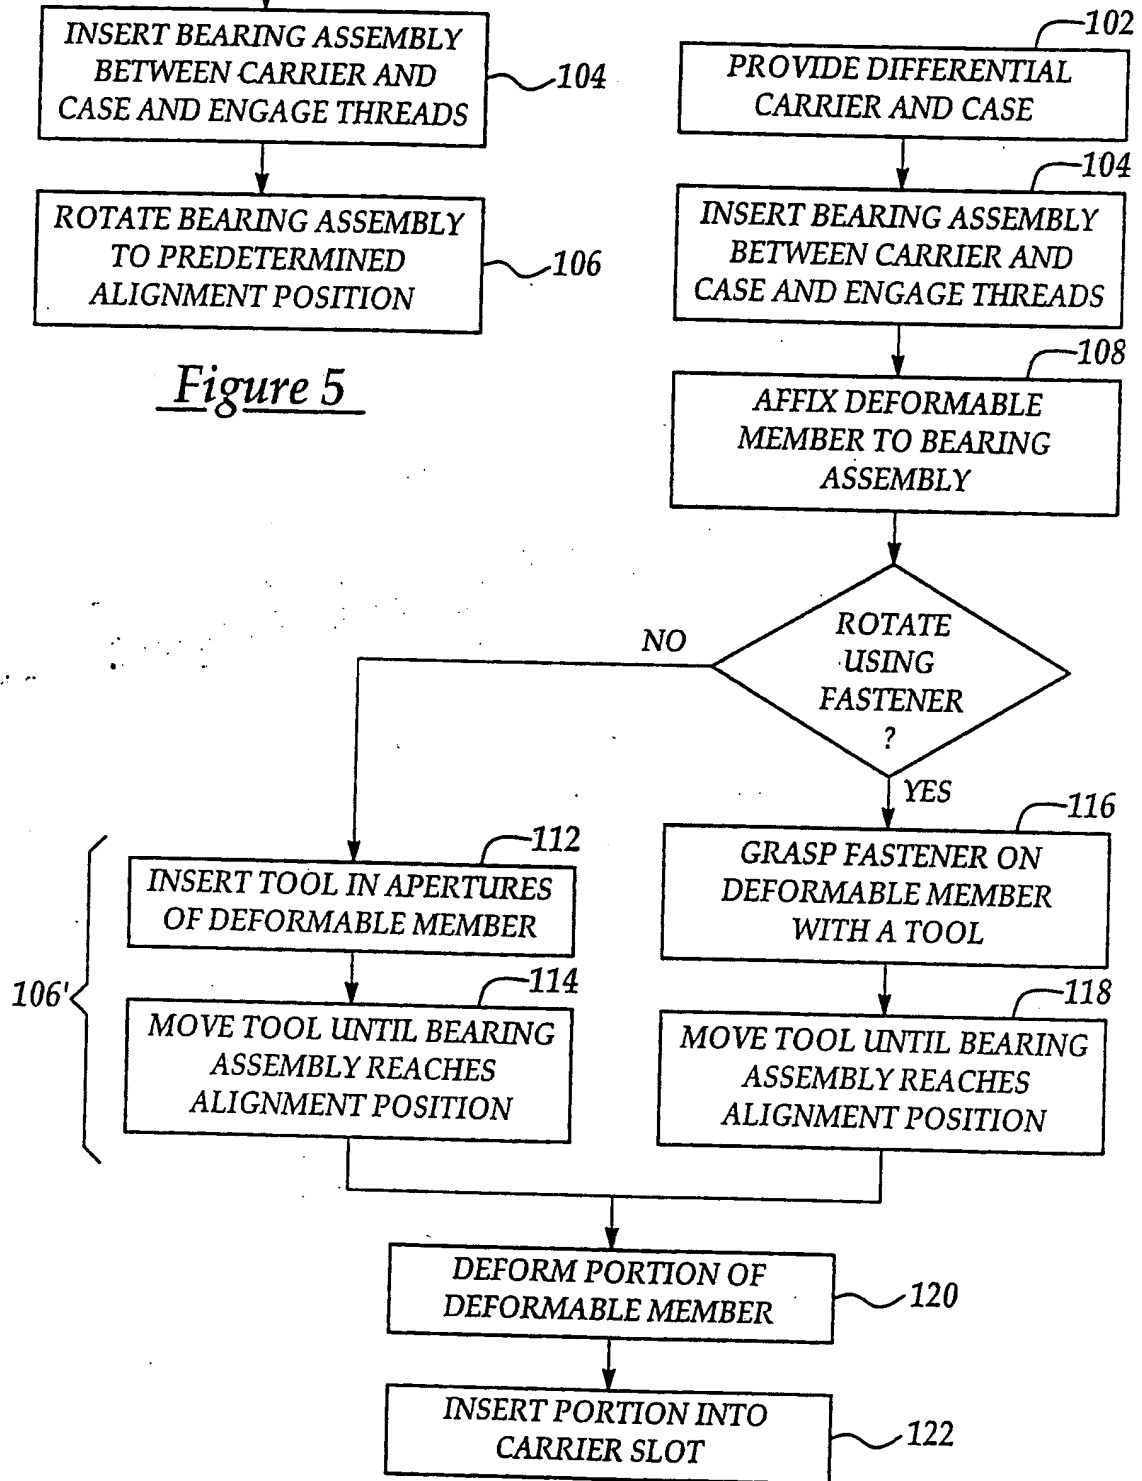 INSERT BEARING ASSEMBLY
BETWEEN CARRIER AND
CASE AND ENGAGE THREADS
104
ROTATE BEARING ASSEMBLY
TO PREDETERMINED
ALIGNMENT POSITION
106
Figure 5
102
PROVIDE DIFFERENTIAL
CARRIER AND CASE
104
INSERT BEARING ASSEMBLY
BETWEEN CARRIER AND
CASE AND ENGAGE THREADS
108
AFFIX DEFORMABLE
MEMBER TO BEARING
ASSEMBLY
ROTATE
USING
FASTENER
?
NO
YES
106'
112
INSERT TOOL IN APERTURES
OF DEFORMABLE MEMBER
114
MOVE TOOL UNTIL BEARING
ASSEMBLY REACHES
ALIGNMENT POSITION
116
GRASP FASTENER ON
DEFORMABLE MEMBER
WITH A TOOL
118
MOVE TOOL UNTIL BEARING
ASSEMBLY REACHES
ALIGNMENT POSITION
DEFORM PORTION OF
DEFORMABLE MEMBER
120
INSERT PORTION INTO
CARRIER SLOT
122